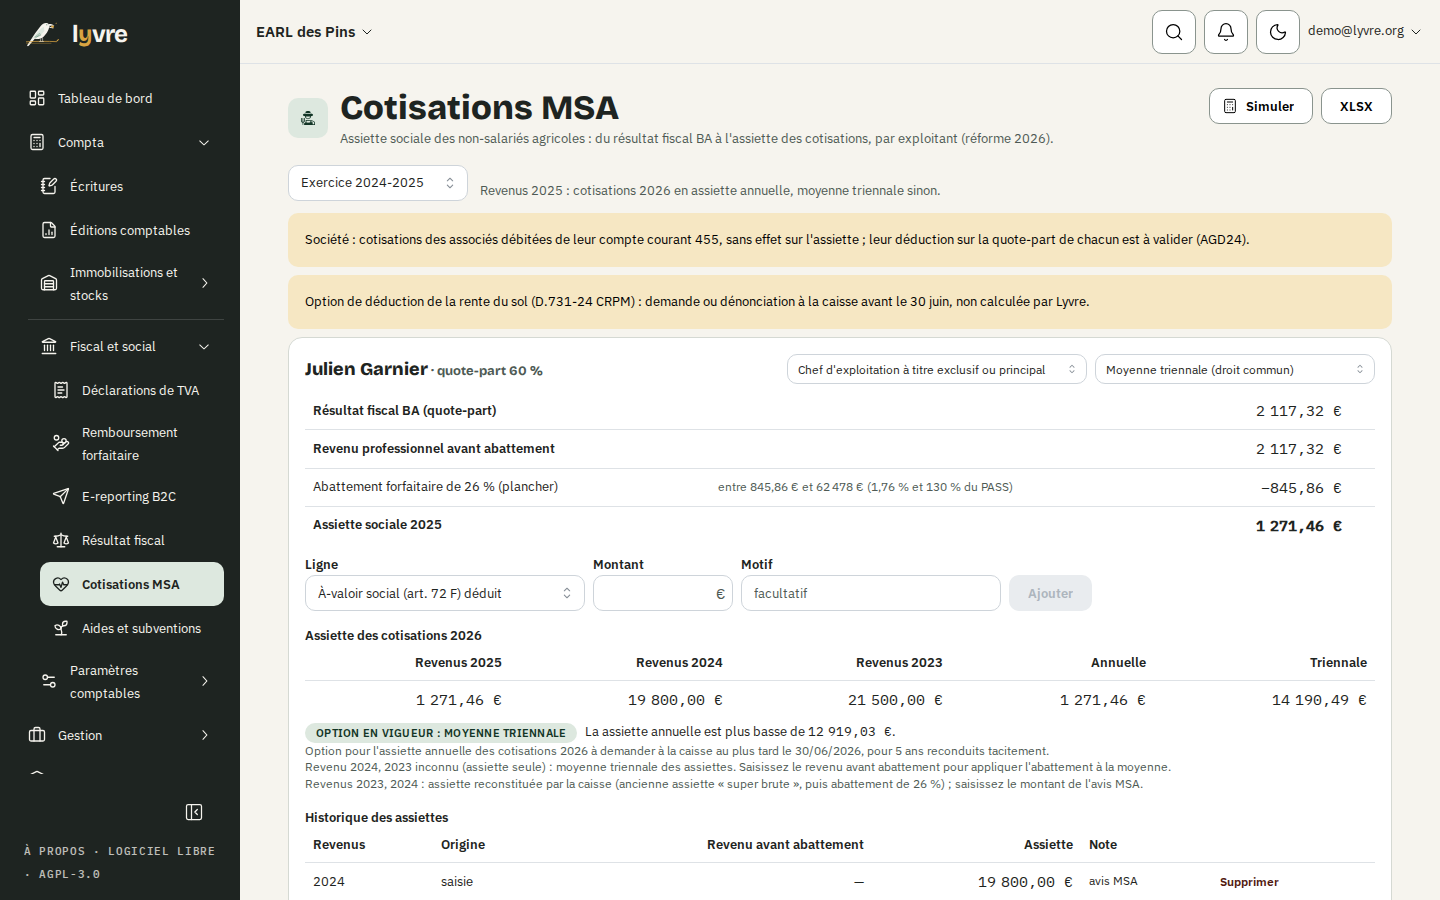 lyvre
EARL des Pins
demo@lyvre.org
Tableau de bord
Compta
Écritures
Éditions comptables
Immobilisations et
stocks
Fiscal et social
Déclarations de TVA
Remboursement
forfaitaire
E-reporting B2C
Résultat fiscal
Cotisations MSA
Aides et subventions
Paramètres
comptables
Gestion
À PROPOS · LOGICIEL LIBRE
· AGPL-3.0
Cotisations MSA
Assiette sociale des non-salariés agricoles : du résultat fiscal BA à l'assiette des cotisations, par exploitant (réforme 2026).
Simuler
XLSX
Exercice 2024-2025
Revenus 2025 : cotisations 2026 en assiette annuelle, moyenne triennale sinon.
Société : cotisations des associés débitées de leur compte courant 455, sans effet sur l'assiette ; leur déduction sur la quote-part de chacun est à valider (AGD24).
Option de déduction de la rente du sol (D.731-24 CRPM) : demande ou dénonciation à la caisse avant le 30 juin, non calculée par Lyvre.
Julien Garnier · quote-part 60 %
Chef d'exploitation à titre exclusif ou principal
Moyenne triennale (droit commun)
Résultat fiscal BA (quote-part) 2 117,32 €
Revenu professionnel avant abattement 2 117,32 €
Abattement forfaitaire de 26 % (plancher) entre 845,86 € et 62 478 € (1,76 % et 130 % du PASS) −845,86 €
Assiette sociale 2025 1 271,46 €
Ligne Montant Motif
À-valoir social (art. 72 F) déduit € facultatif Ajouter
Assiette des cotisations 2026
Revenus 2025 Revenus 2024 Revenus 2023 Annuelle Triennale
1 271,46 € 19 800,00 € 21 500,00 € 1 271,46 € 14 190,49 €
OPTION EN VIGUEUR : MOYENNE TRIENNALE La assiette annuelle est plus basse de 12 919,03 €.
Option pour l'assiette annuelle des cotisations 2026 à demander à la caisse au plus tard le 30/06/2026, pour 5 ans reconduits tacitement.
Revenu 2024, 2023 inconnu (assiette seule) : moyenne triennale des assiettes. Saisissez le revenu avant abattement pour appliquer l'abattement à la moyenne.
Revenus 2023, 2024 : assiette reconstituée par la caisse (ancienne assiette « super brute », puis abattement de 26 %) ; saisissez le montant de l'avis MSA.
Historique des assiettes
Revenus Origine Revenu avant abattement Assiette Note
2024 saisie — 19 800,00 € avis MSA Supprimer